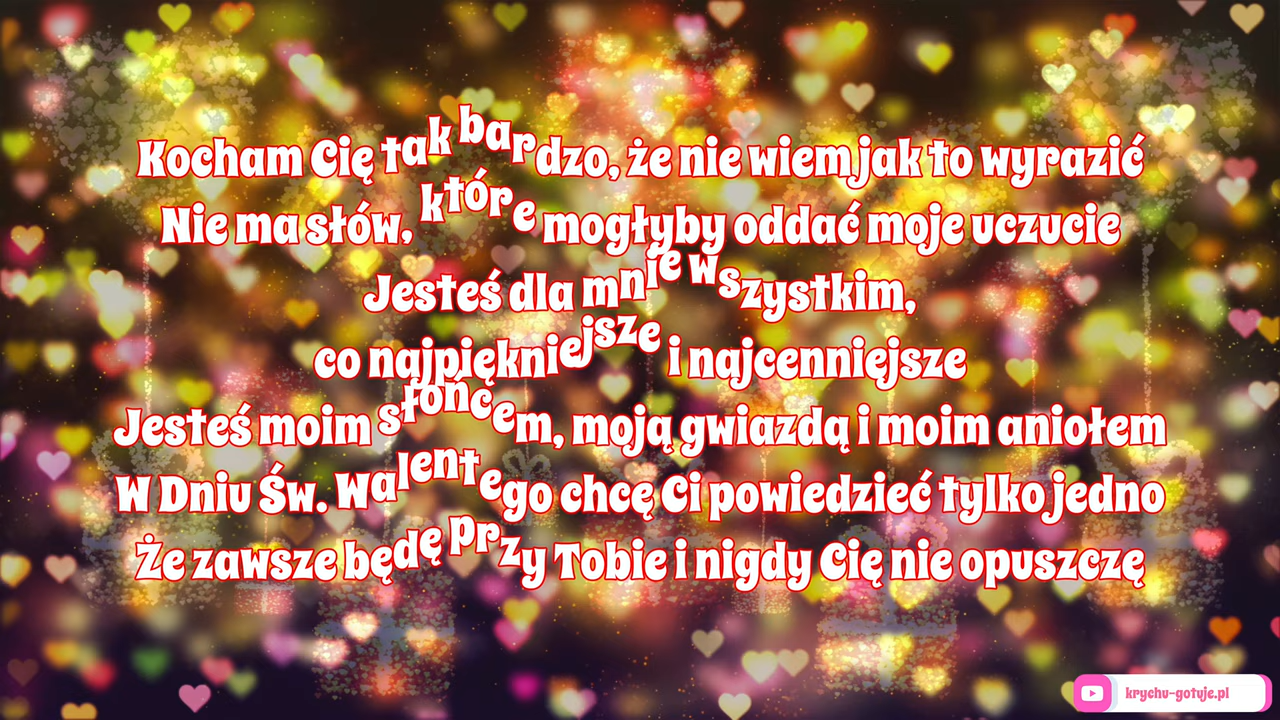 Kocham Cię tak bardzo, że nie wiem jak to wyrazić
Nie ma słów, które mogłyby oddać moje uczucie
Jesteś dla mnie wszystkim,
co najpiękniejsze i najcenniejsze
Jesteś moim słońcem, moją gwiazdą i moim aniołem
W Dniu Św. Walentego chcę Ci powiedzieć tylko jedno
Że zawsze będę przy Tobie i nigdy Cię nie opuszczę
krychu-gotuje.pl